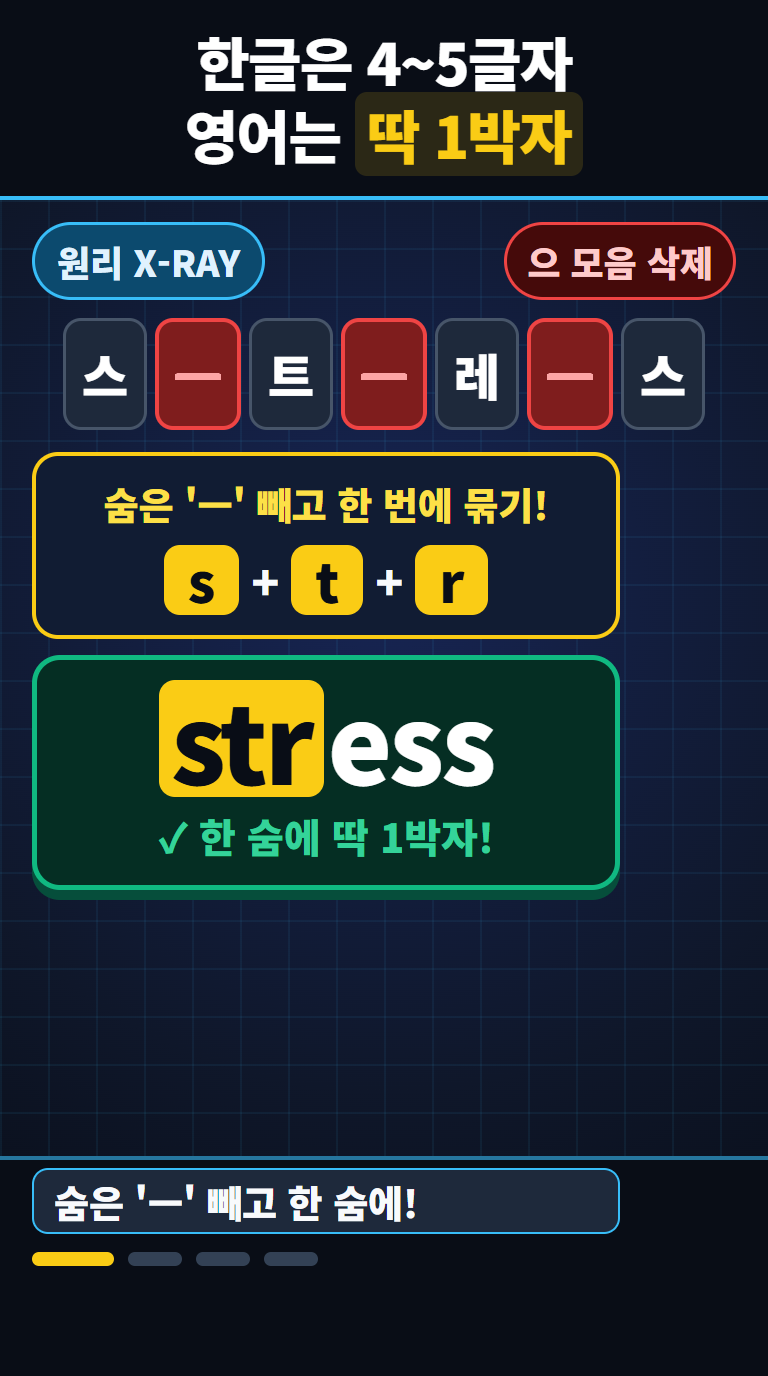 한글은 4~5글자
영어는 딱 1박자
원리 X-RAY
으 모음 삭제
스 ㅡ 트 ㅡ 레 ㅡ 스
숨은 'ㅡ' 빼고 한 번에 묶기!
s + t + r
stress
✓ 한 숨에 딱 1박자!
숨은 'ㅡ' 빼고 한 숨에!